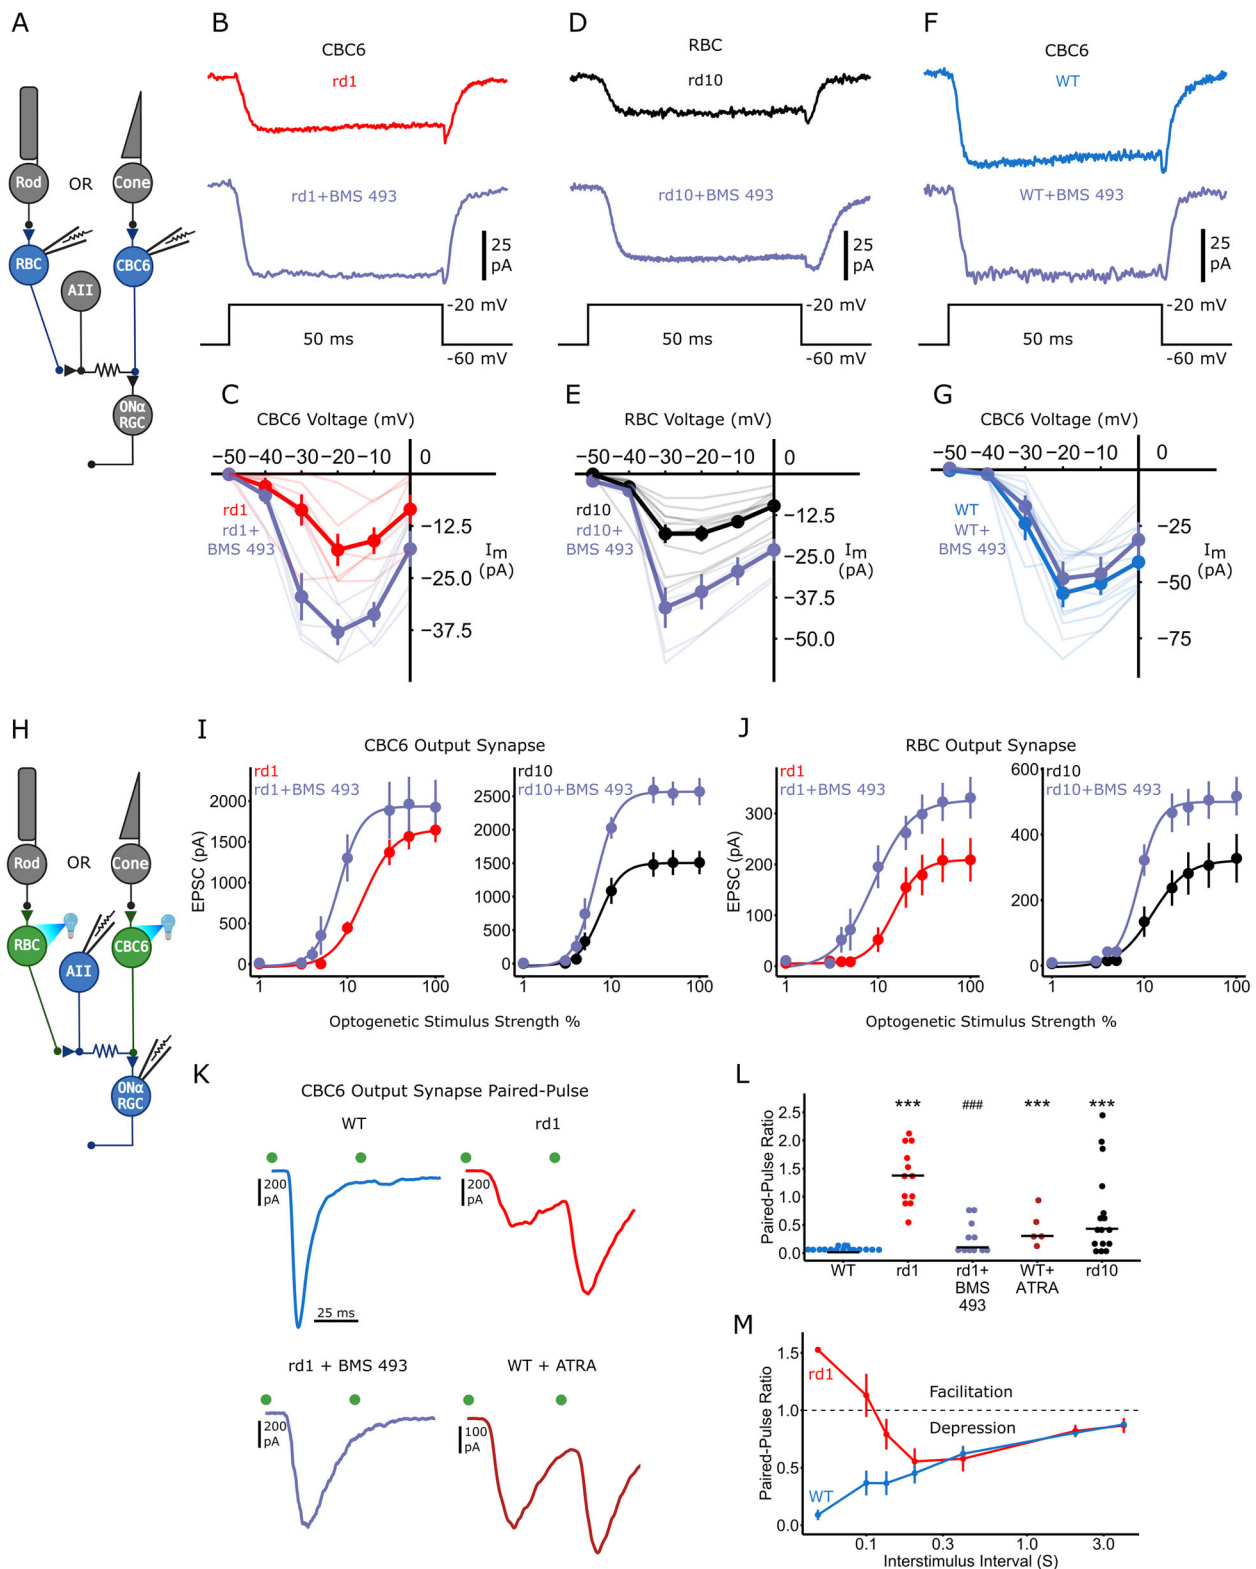 A
Rod
OR
Cone
RBC
CBC6
AII
ONα
RGC
B
CBC6
rd1
rd1+BMS 493
25
pA
-20 mV
50 ms
-60 mV
D
RBC
rd10
rd10+BMS 493
25
pA
-20 mV
50 ms
-60 mV
F
CBC6
WT
WT+BMS 493
25
pA
-20 mV
50 ms
-60 mV
C
CBC6 Voltage (mV)
−50 −40 −30 −20 −10 0
rd1
rd1+
BMS 493
−12.5
Im
(pA)
−25.0
−37.5
E
RBC Voltage (mV)
−50 −40 −30 −20 −10 0
rd10
rd10+
BMS 493
−12.5
−25.0
Im
(pA)
−37.5
−50.0
G
CBC6 Voltage (mV)
−50 −40 −30 −20 −10 0
WT
WT+
BMS 493
−25
Im
(pA)
−50
−75
H
Rod
OR
Cone
RBC
CBC6
AII
ONα
RGC
I
CBC6 Output Synapse
rd1
rd1+BMS 493
EPSC (pA)
2000
1500
1000
500
0
1 10 100
rd10
rd10+BMS 493
2500
2000
1500
1000
500
0
1 10 100
Optogenetic Stimulus Strength %
J
RBC Output Synapse
rd1
rd1+BMS 493
EPSC (pA)
300
200
100
0
1 10 100
rd10
rd10+BMS 493
600
400
200
0
1 10 100
Optogenetic Stimulus Strength %
K
CBC6 Output Synapse Paired-Pulse
WT
200
pA
25 ms
rd1
200
pA
rd1 + BMS 493
200
pA
WT + ATRA
100
pA
L
Paired-Pulse Ratio
2.5
2.0
1.5
1.0
0.5
0.0
*** ### *** ***
WT
rd1
rd1+
BMS
493
WT+
ATRA
rd10
M
Paired-Pulse Ratio
1.5
1.0
0.5
0.0
rd1
Facilitation
Depression
WT
0.1 0.3 1.0 3.0
Interstimulus Interval (S)